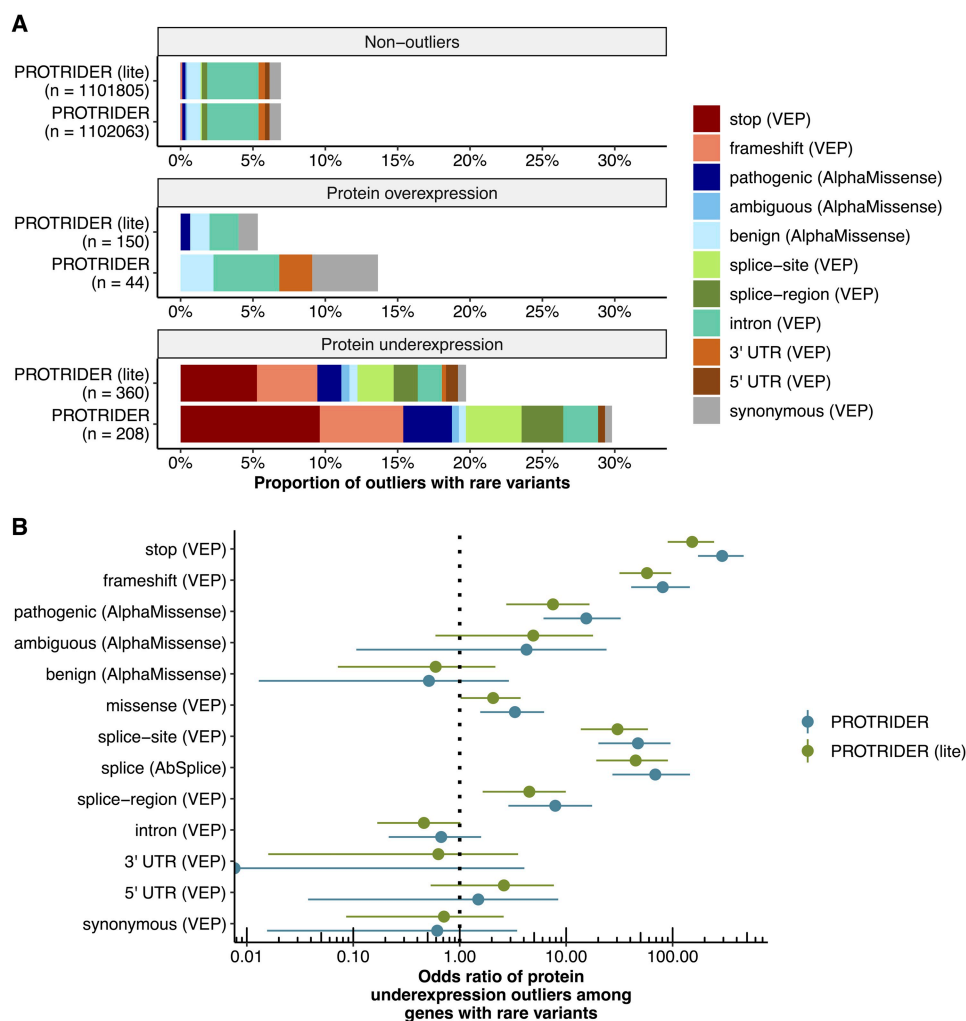 A
Non−outliers
PROTRIDER (lite)
(n = 1101805)
PROTRIDER
(n = 1102063)
0% 5% 10% 15% 20% 25% 30%
Protein overexpression
PROTRIDER (lite)
(n = 150)
PROTRIDER
(n = 44)
0% 5% 10% 15% 20% 25% 30%
Protein underexpression
PROTRIDER (lite)
(n = 360)
PROTRIDER
(n = 208)
0% 5% 10% 15% 20% 25% 30%
Proportion of outliers with rare variants
stop (VEP)
frameshift (VEP)
pathogenic (AlphaMissense)
ambiguous (AlphaMissense)
benign (AlphaMissense)
splice−site (VEP)
splice−region (VEP)
intron (VEP)
3' UTR (VEP)
5' UTR (VEP)
synonymous (VEP)
B
stop (VEP)
frameshift (VEP)
pathogenic (AlphaMissense)
ambiguous (AlphaMissense)
benign (AlphaMissense)
missense (VEP)
splice−site (VEP)
splice (AbSplice)
splice−region (VEP)
intron (VEP)
3' UTR (VEP)
5' UTR (VEP)
synonymous (VEP)
0.01 0.10 1.00 10.00 100.00
Odds ratio of protein
underexpression outliers among
genes with rare variants
PROTRIDER
PROTRIDER (lite)